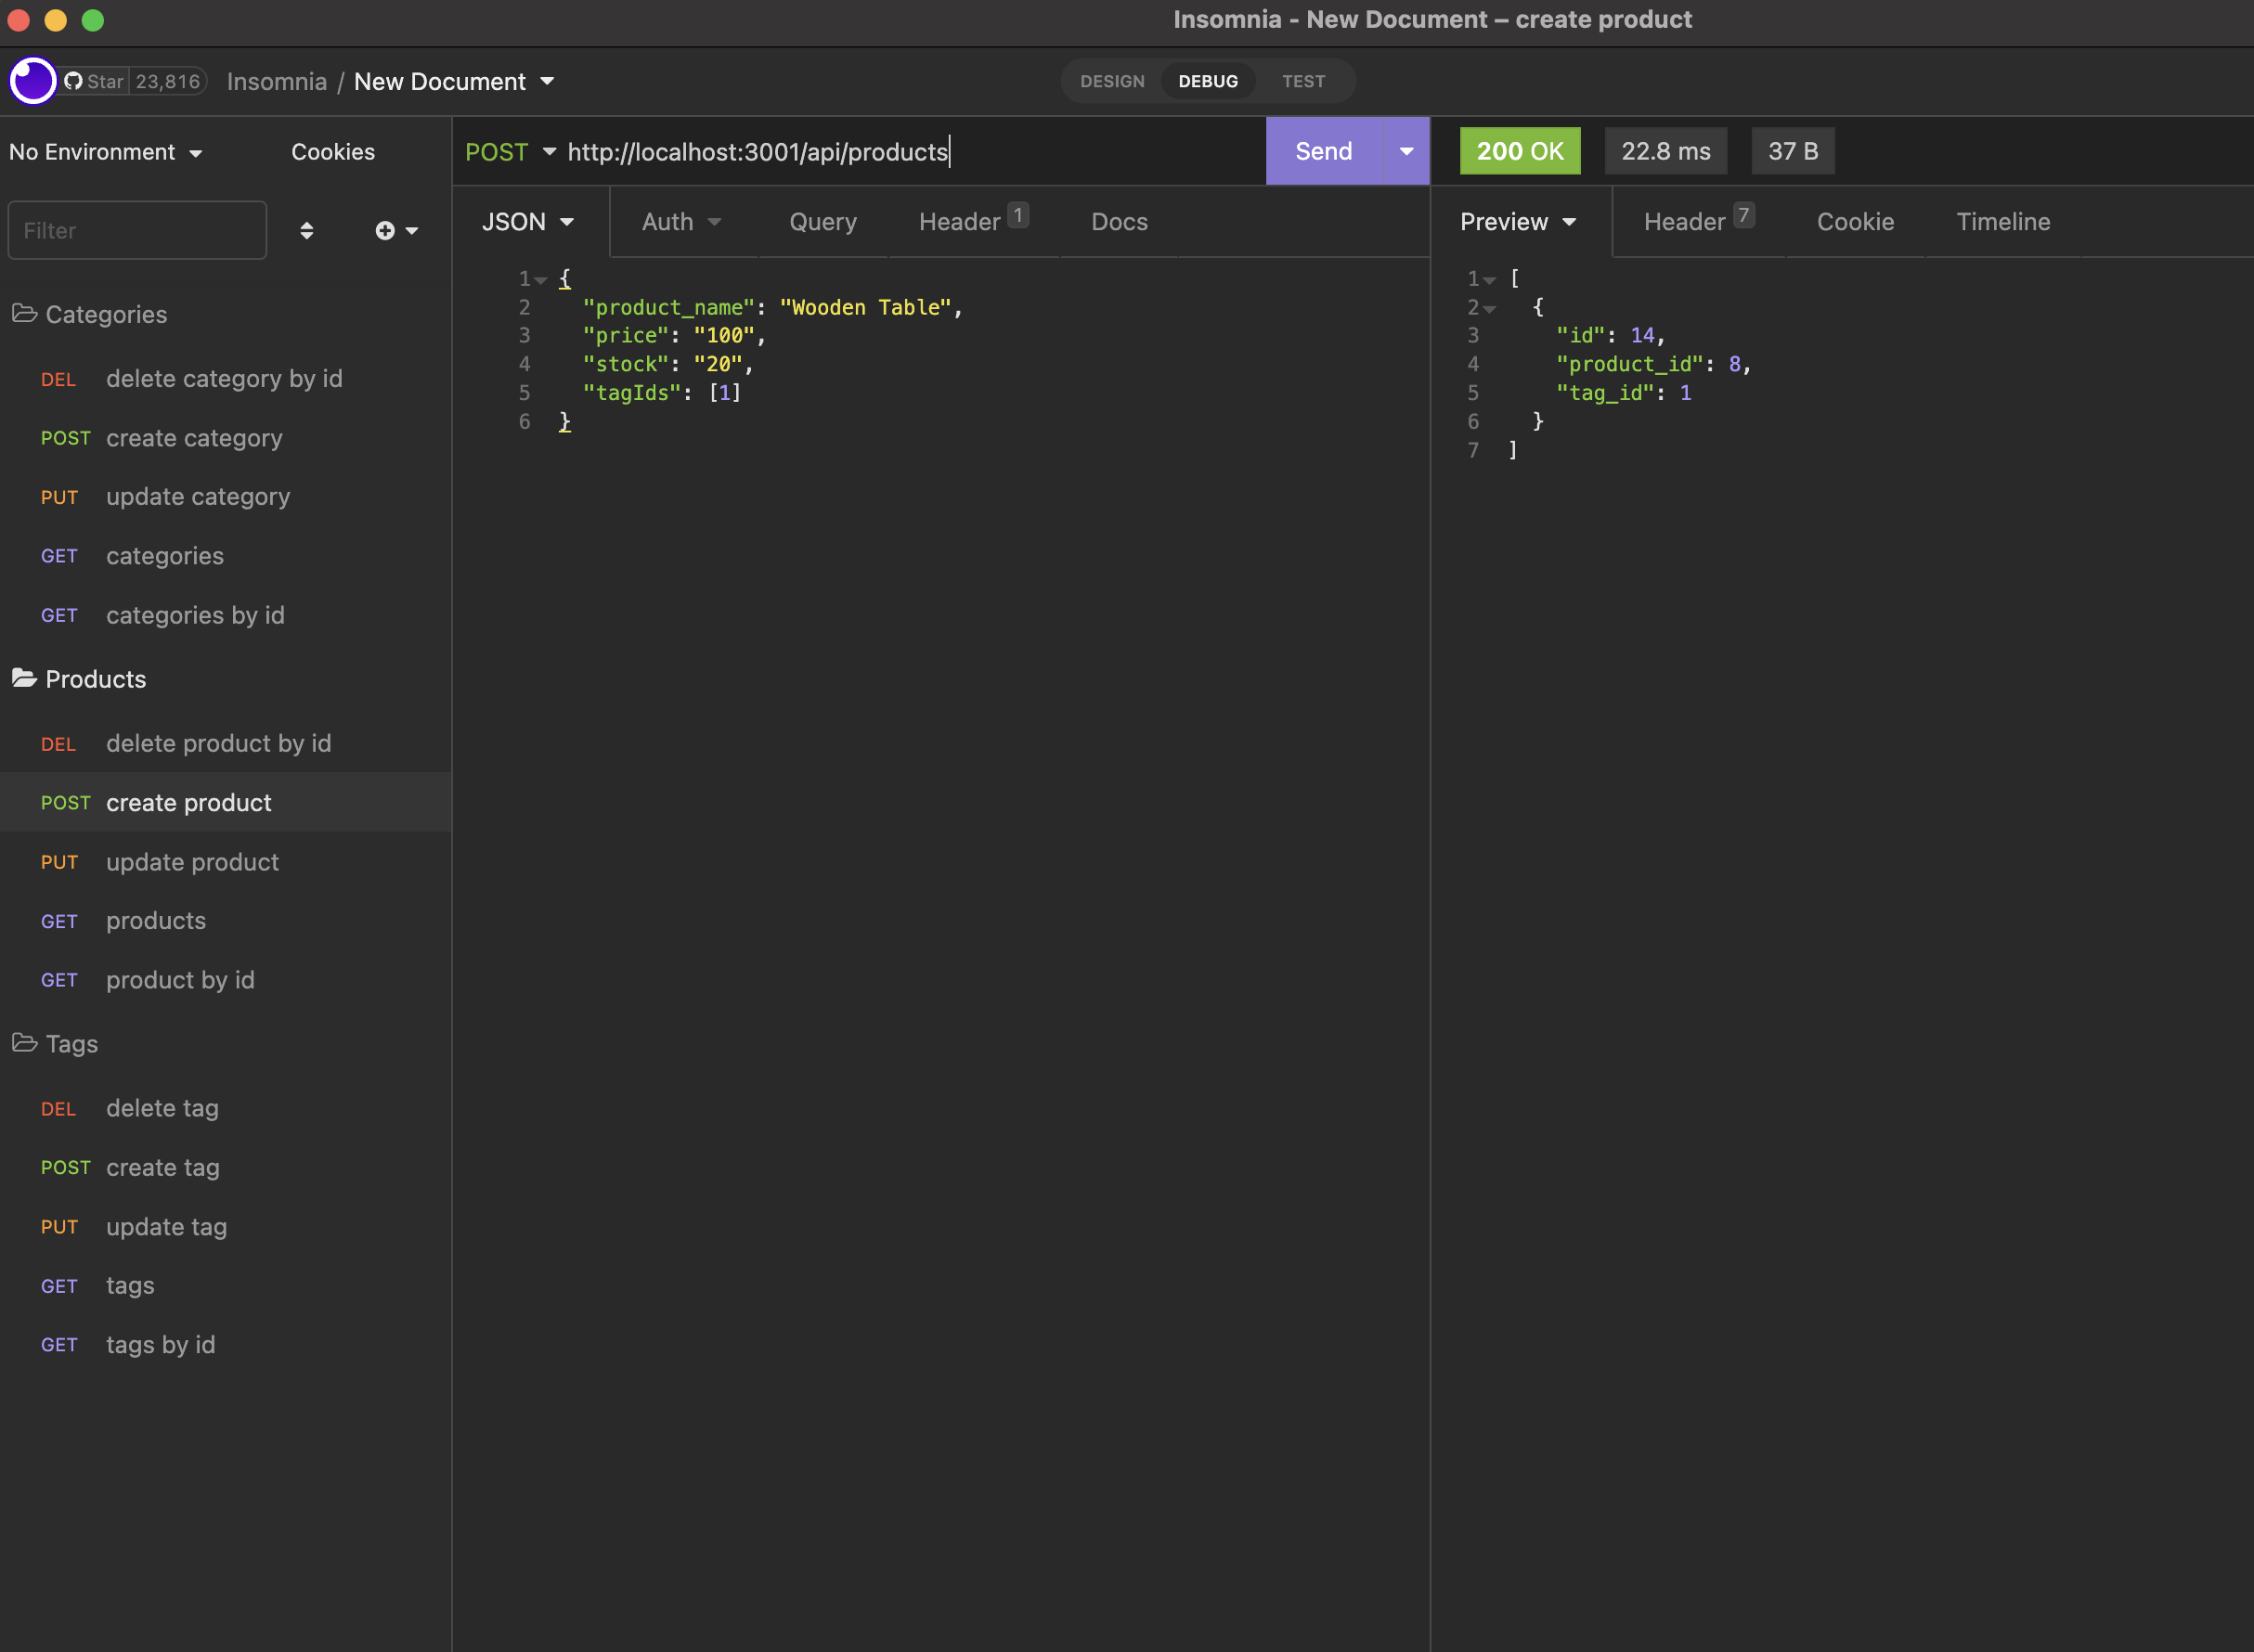 Insomnia - New Document – create product
Star 23,816 Insomnia / New Document
DESIGN DEBUG TEST
No Environment Cookies
Filter
Categories
DEL delete category by id
POST create category
PUT update category
GET categories
GET categories by id
Products
DEL delete product by id
POST create product
PUT update product
GET products
GET product by id
Tags
DEL delete tag
POST create tag
PUT update tag
GET tags
GET tags by id
POST http://localhost:3001/api/products Send
JSON Auth Query Header 1 Docs
1 {
2 "product_name": "Wooden Table",
3 "price": "100",
4 "stock": "20",
5 "tagIds": [1]
6 }
200 OK 22.8 ms 37 B
Preview Header 7 Cookie Timeline
1 [
2 {
3 "id": 14,
4 "product_id": 8,
5 "tag_id": 1
6 }
7 ]